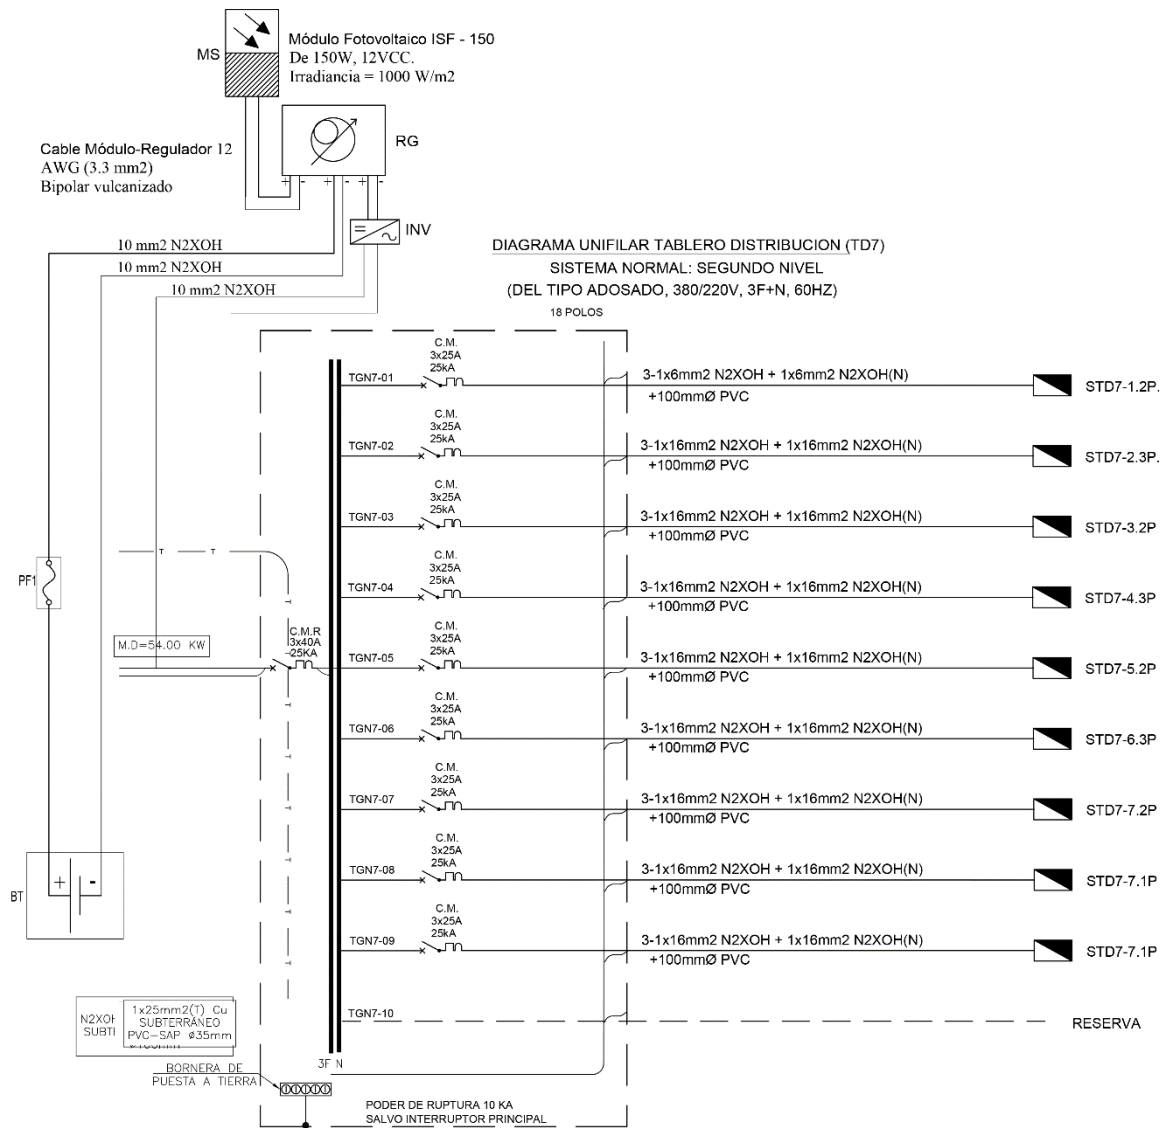 MS
Módulo Fotovoltaico ISF - 150
De 150W, 12VCC.
Irradiancia = 1000 W/m2
RG
+ - + - + -
Cable Módulo-Regulador 12
AWG (3.3 mm2)
Bipolar vulcanizado
INV
10 mm2 N2XOH
10 mm2 N2XOH
10 mm2 N2XOH
DIAGRAMA UNIFILAR TABLERO DISTRIBUCION (TD7)
SISTEMA NORMAL: SEGUNDO NIVEL
(DEL TIPO ADOSADO, 380/220V, 3F+N, 60HZ)
18 POLOS
C.M.
3x25A
25kA
TGN7-01
3-1x6mm2 N2XOH + 1x6mm2 N2XOH(N)
+100mmØ PVC
STD7-1.2P.
C.M.
3x25A
25kA
TGN7-02
3-1x16mm2 N2XOH + 1x16mm2 N2XOH(N)
+100mmØ PVC
STD7-2.3P.
C.M.
3x25A
25kA
TGN7-03
3-1x16mm2 N2XOH + 1x16mm2 N2XOH(N)
+100mmØ PVC
STD7-3.2P
C.M.
3x25A
25kA
TGN7-04
3-1x16mm2 N2XOH + 1x16mm2 N2XOH(N)
+100mmØ PVC
STD7-4.3P
T T
PF1
M.D=54.00 KW
C.M.R
3x40A
25KA
C.M.
3x25A
25kA
TGN7-05
3-1x16mm2 N2XOH + 1x16mm2 N2XOH(N)
+100mmØ PVC
STD7-5.2P
C.M.
3x25A
25kA
TGN7-06
3-1x16mm2 N2XOH + 1x16mm2 N2XOH(N)
+100mmØ PVC
STD7-6.3P
C.M.
3x25A
25kA
TGN7-07
3-1x16mm2 N2XOH + 1x16mm2 N2XOH(N)
+100mmØ PVC
STD7-7.2P
C.M.
3x25A
25kA
TGN7-08
3-1x16mm2 N2XOH + 1x16mm2 N2XOH(N)
+100mmØ PVC
STD7-7.1P
BT
+ -
C.M.
3x25A
25kA
TGN7-09
3-1x16mm2 N2XOH + 1x16mm2 N2XOH(N)
+100mmØ PVC
STD7-7.1P
TGN7-10
RESERVA
N2XOH
SUBTI
1x25mm2(T) Cu
SUBTERRÁNEO
PVC-SAP ø35mm
3F N
BORNERA DE
PUESTA A TIERRA
PODER DE RUPTURA 10 KA
SALVO INTERRUPTOR PRINCIPAL